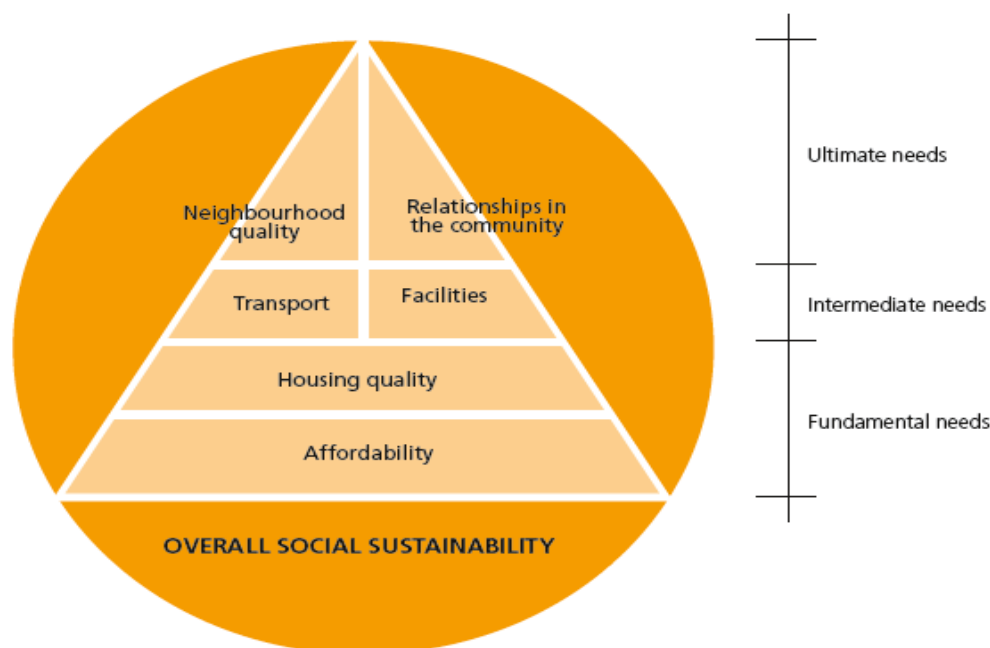 Neighbourhood
quality
Relationships in
the community
Ultimate needs
Transport
Facilities
Intermediate needs
Housing quality
Affordability
Fundamental needs
OVERALL SOCIAL SUSTAINABILITY